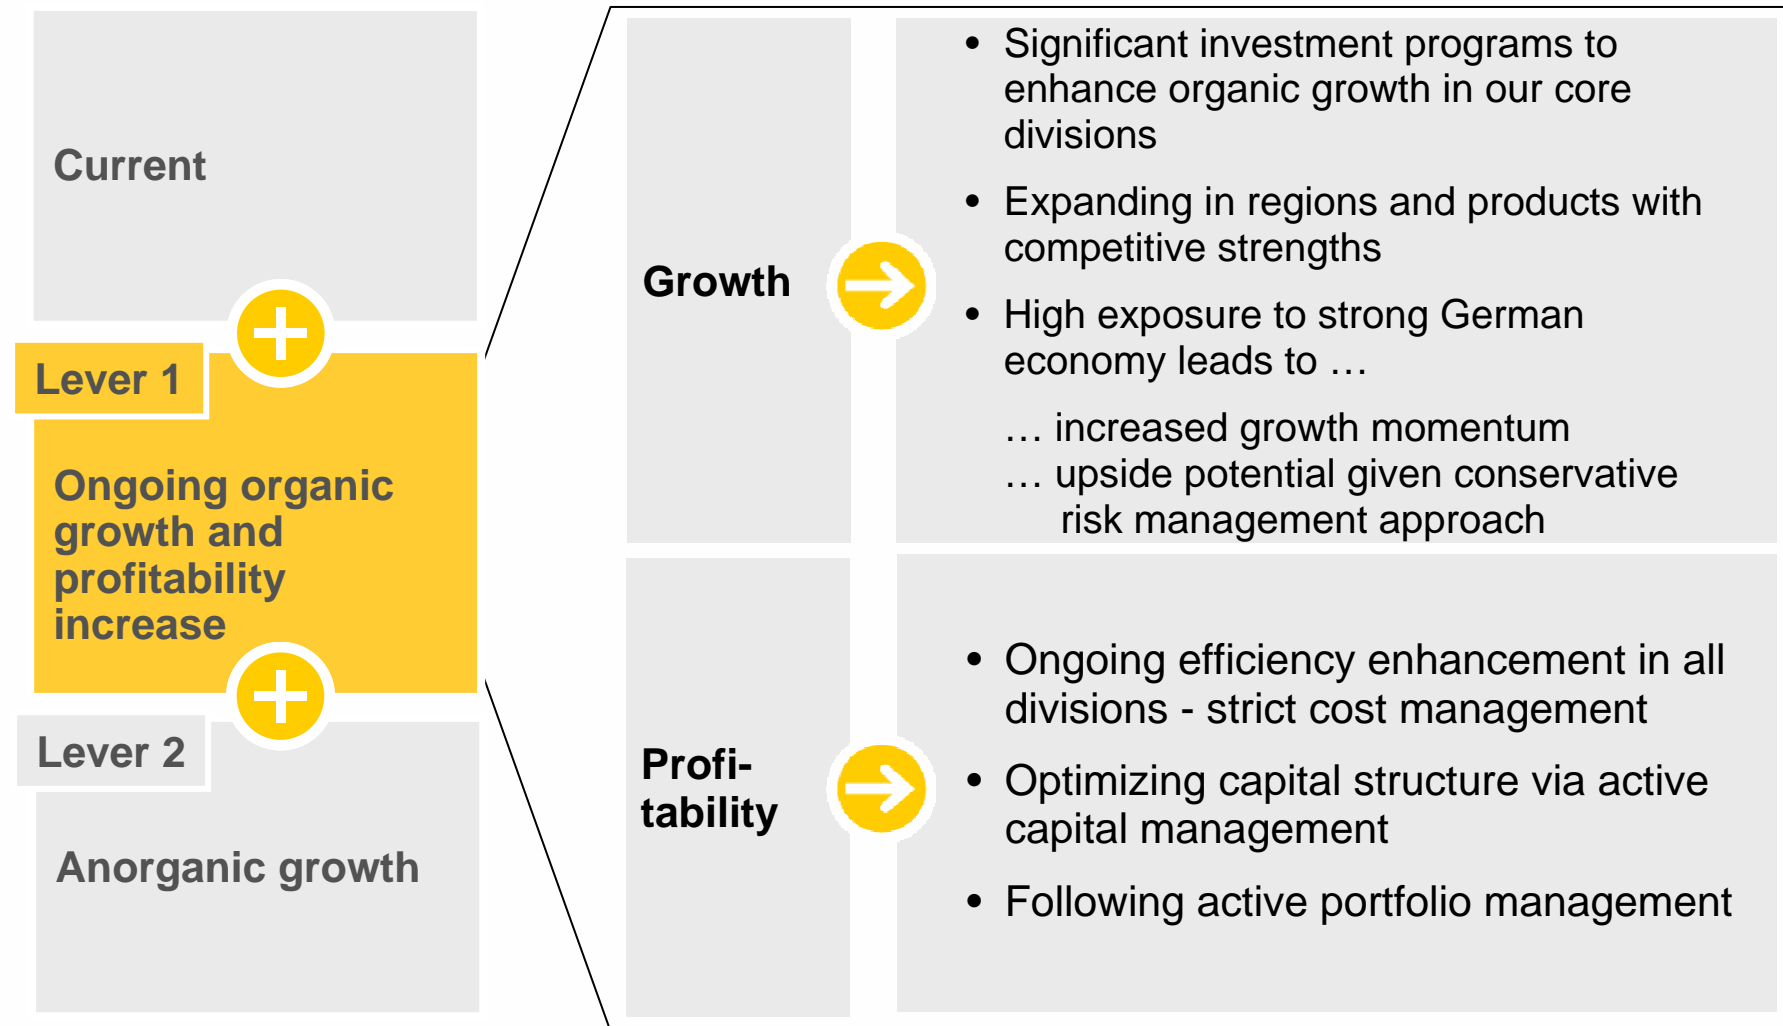 Current
Lever 1
Ongoing organic
growth and
profitability
increase
Lever 2
Anorganic growth
Growth
• Significant investment programs to
enhance organic growth in our core
divisions
• Expanding in regions and products with
competitive strengths
• High exposure to strong German
economy leads to …
… increased growth momentum
… upside potential given conservative
risk management approach
Profi-
tability
• Ongoing efficiency enhancement in all
divisions - strict cost management
• Optimizing capital structure via active
capital management
• Following active portfolio management